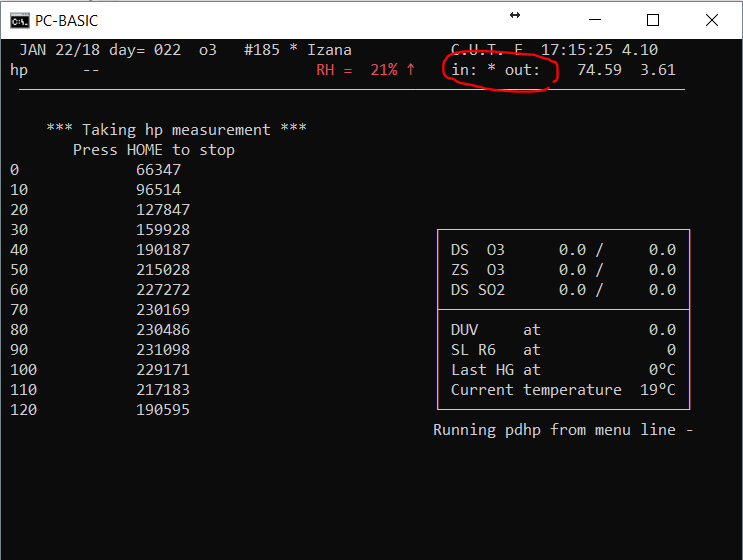 PC-BASIC
JAN 22/18 day= 022 o3 #185 * Izana C.U.T. F 17:15:25 4.10
hp -- RH = 21% ↑ in: * out: 74.59 3.61
*** Taking hp measurement ***
Press HOME to stop
0 66347
10 96514
20 127847
30 159928
40 190187
50 215028
60 227272
70 230169
80 230486
90 231098
100 229171
110 217183
120 190595
DS O3 0.0 / 0.0
ZS O3 0.0 / 0.0
DS SO2 0.0 / 0.0
DUV at 0.0
SL R6 at 0
Last HG at 0°C
Current temperature 19°C
Running pdhp from menu line -